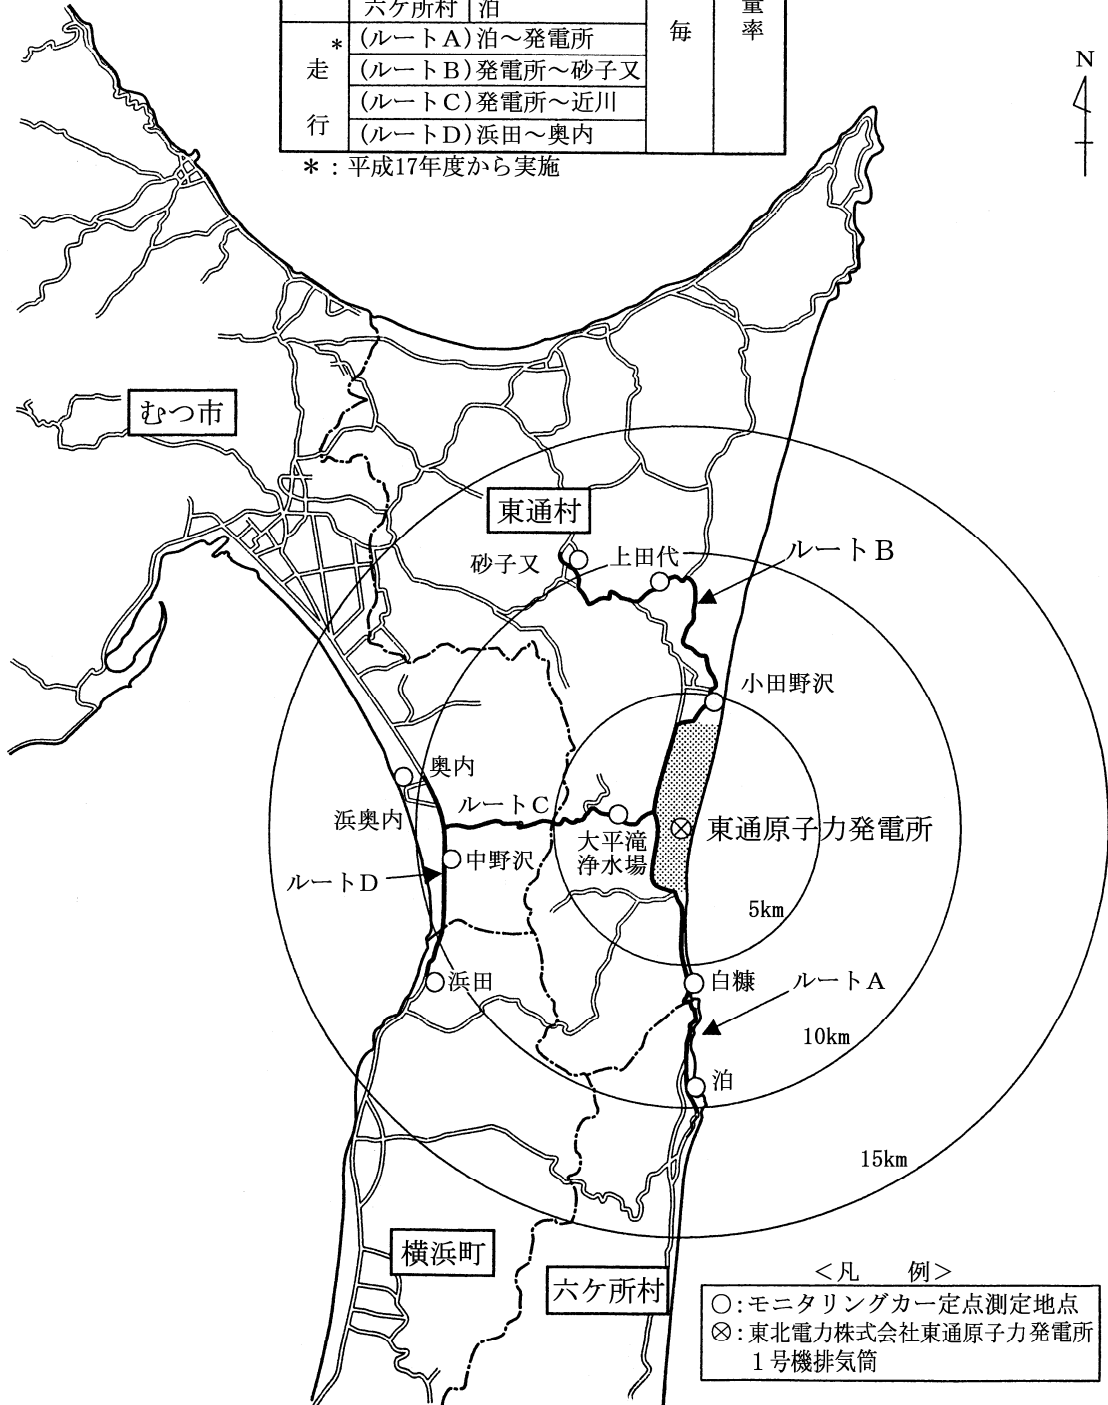 六ケ所村 泊
走行*
(ルートA)泊〜発電所
(ルートB)発電所〜砂子又
(ルートC)発電所〜近川
(ルートD)浜田〜奥内
毎
量率
*：平成17年度から実施
N
むつ市
東通村
砂子又
上田代
ルートB
小田野沢
奥内
ルートC
浜奥内
大平滝
浄水場
東通原子力発電所
中野沢
ルートD
5km
浜田
白糠
ルートA
10km
泊
15km
横浜町
六ケ所村
＜凡　例＞
○：モニタリングカー定点測定地点
⊗：東北電力株式会社東通原子力発電所
1号機排気筒